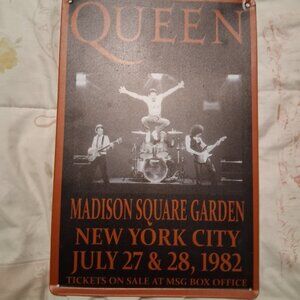 QUEEN
MADISON SQUARE GARDEN
NEW YORK CITY
JULY 27 & 28, 1982
TICKETS ON SALE AT MSG BOX OFFICE